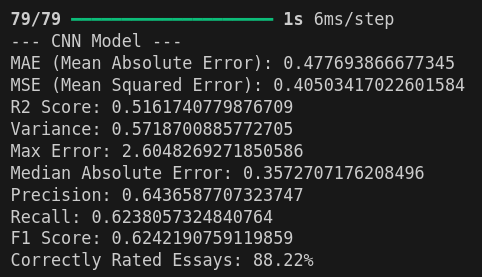 79/79 ━━━━━━━━━━━━━━━━━━━━ 1s 6ms/step
--- CNN Model ---
MAE (Mean Absolute Error): 0.477693866677345
MSE (Mean Squared Error): 0.40503417022601584
R2 Score: 0.5161740779876709
Variance: 0.5718700885772705
Max Error: 2.6048269271850586
Median Absolute Error: 0.3572707176208496
Precision: 0.6436587707323747
Recall: 0.6238057324840764
F1 Score: 0.6242190759119859
Correctly Rated Essays: 88.22%